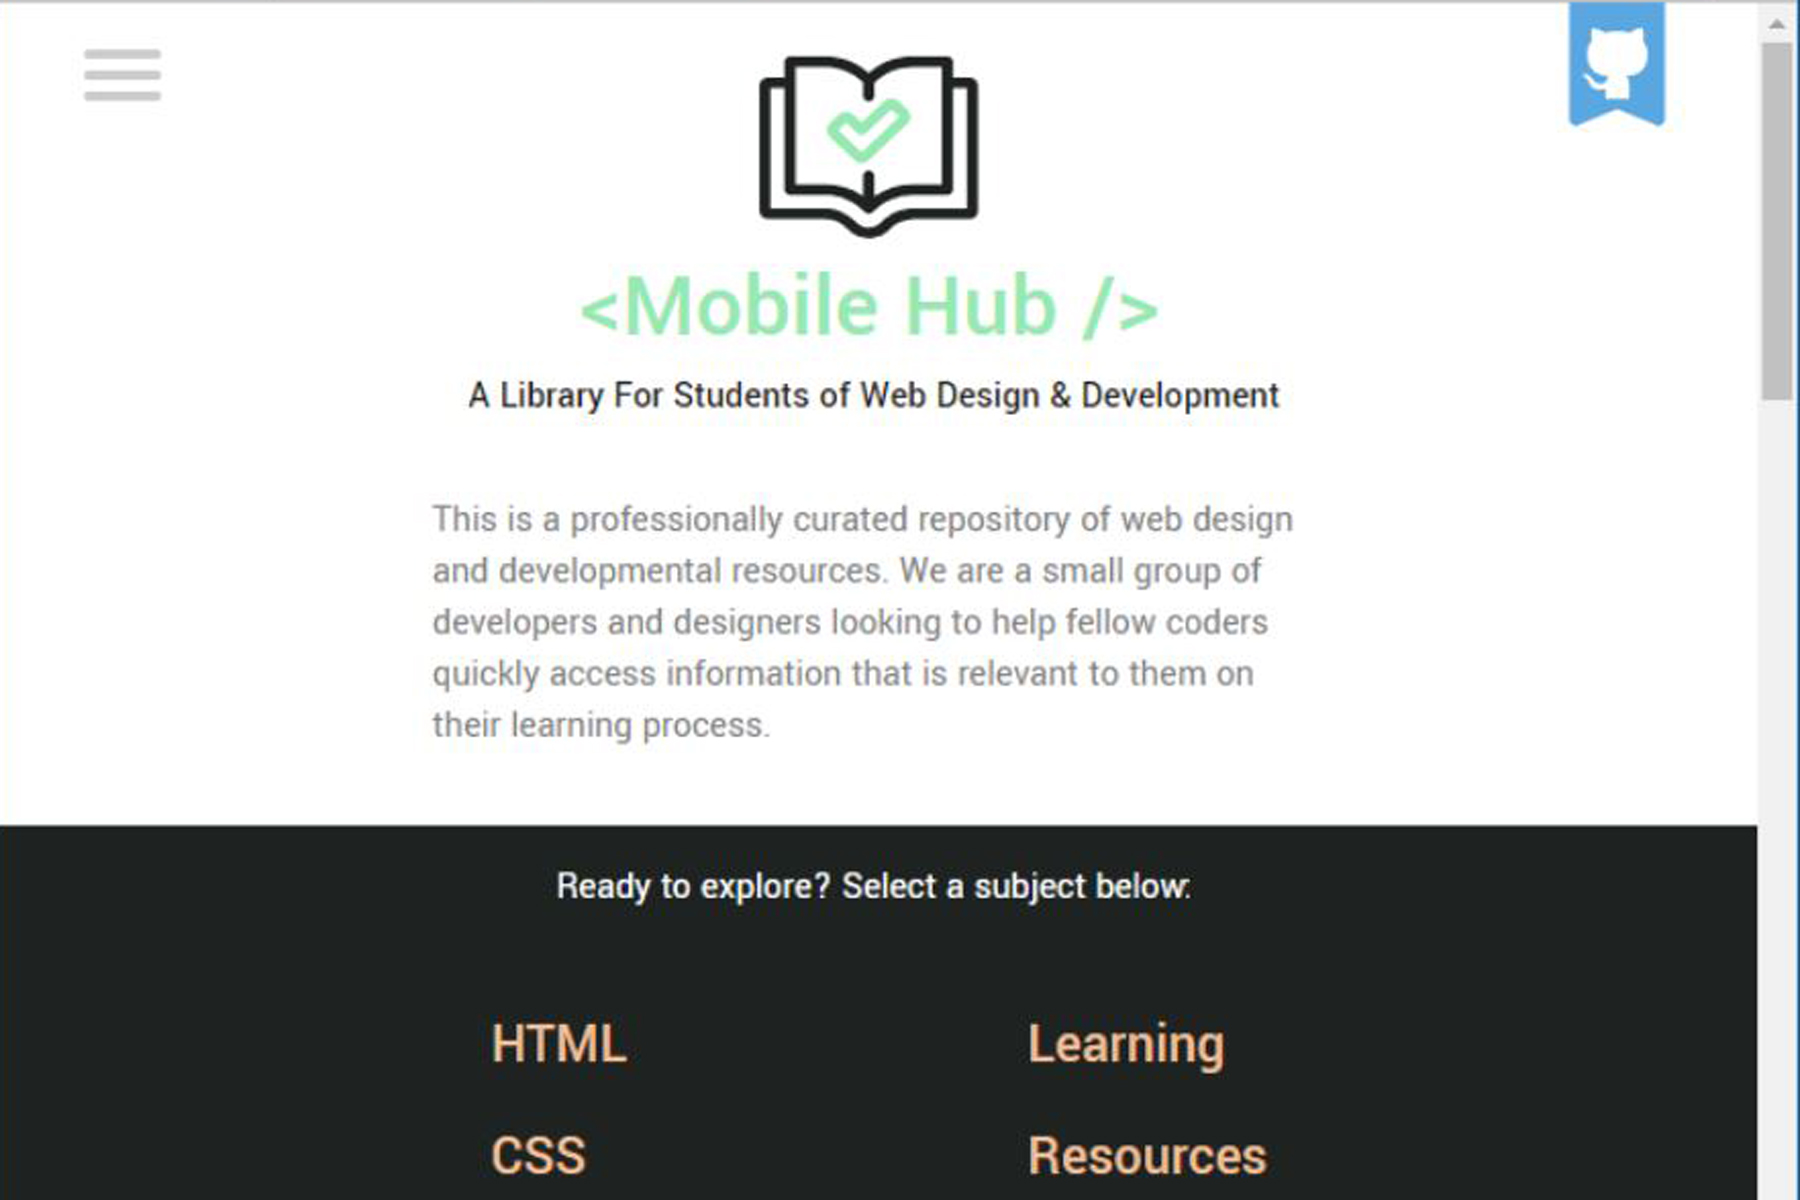 <Mobile Hub />
A Library For Students of Web Design & Development
This is a professionally curated repository of web design
and developmental resources. We are a small group of
developers and designers looking to help fellow coders
quickly access information that is relevant to them on
their learning process.
Ready to explore? Select a subject below:
HTML
Learning
CSS
Resources